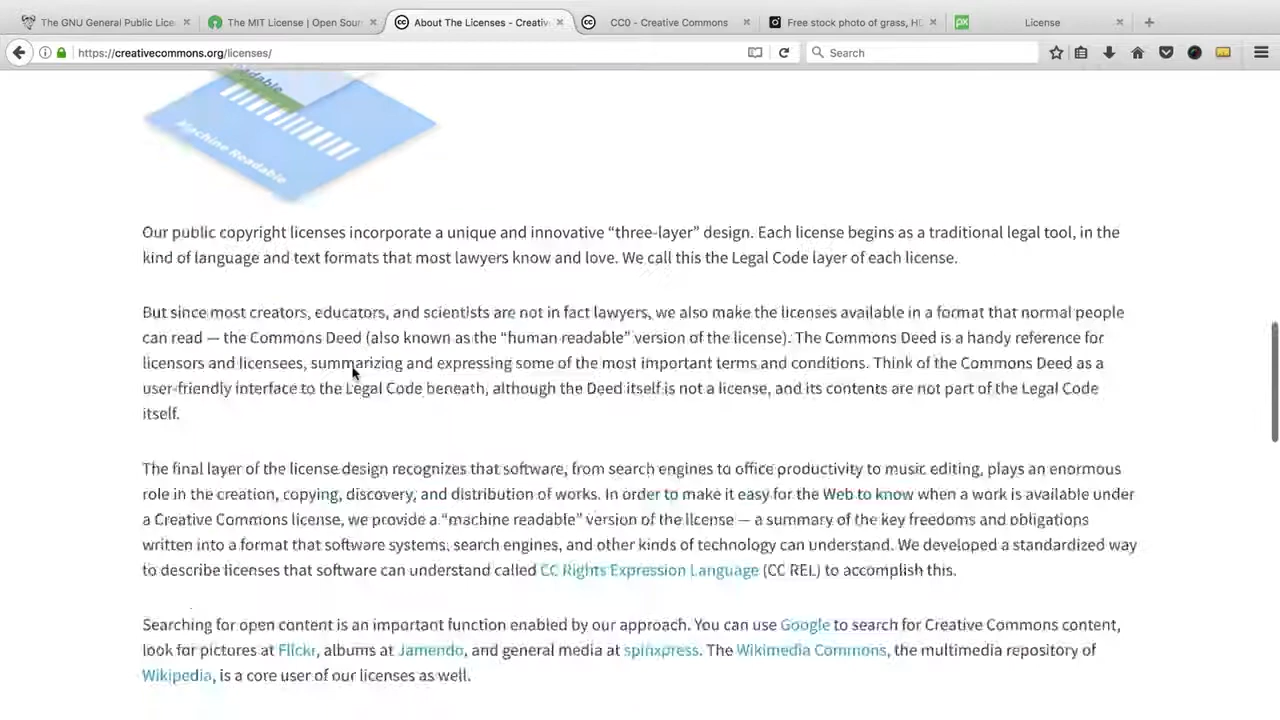 The GNU General Public Lice
The MIT License | Open Sour
About The Licenses - Creativ
CC0 - Creative Commons
Free stock photo of grass, HD
License
https://creativecommons.org/licenses/
Search
Readable
Machine Readable
Our public copyright licenses incorporate a unique and innovative “three-layer” design. Each license begins as a traditional legal tool, in the
kind of language and text formats that most lawyers know and love. We call this the Legal Code layer of each license.
But since most creators, educators, and scientists are not in fact lawyers, we also make the licenses available in a format that normal people
can read — the Commons Deed (also known as the “human readable” version of the license). The Commons Deed is a handy reference for
licensors and licensees, summarizing and expressing some of the most important terms and conditions. Think of the Commons Deed as a
user-friendly interface to the Legal Code beneath, although the Deed itself is not a license, and its contents are not part of the Legal Code
itself.
The final layer of the license design recognizes that software, from search engines to office productivity to music editing, plays an enormous
role in the creation, copying, discovery, and distribution of works. In order to make it easy for the Web to know when a work is available under
a Creative Commons license, we provide a “machine readable” version of the license — a summary of the key freedoms and obligations
written into a format that software systems, search engines, and other kinds of technology can understand. We developed a standardized way
to describe licenses that software can understand called CC Rights Expression Language (CC REL) to accomplish this.
Searching for open content is an important function enabled by our approach. You can use Google to search for Creative Commons content,
look for pictures at Flickr, albums at Jamendo, and general media at spinxpress. The Wikimedia Commons, the multimedia repository of
Wikipedia, is a core user of our licenses as well.